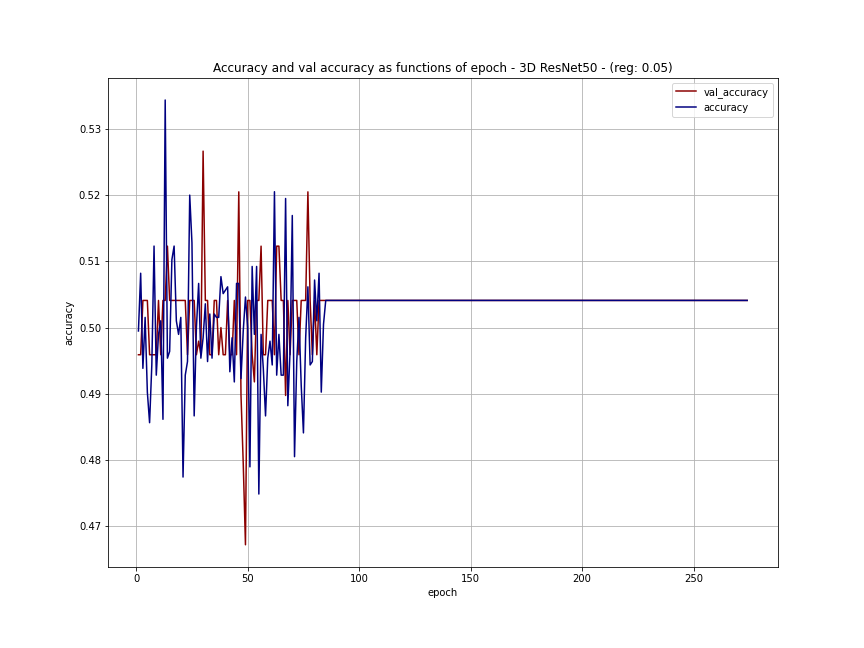 Accuracy and val accuracy as functions of epoch - 3D ResNet50 - (reg: 0.05)
val_accuracy
accuracy
0.53
0.52
0.51
0.50
0.49
0.48
0.47
accuracy
0
50
100
150
200
250
epoch